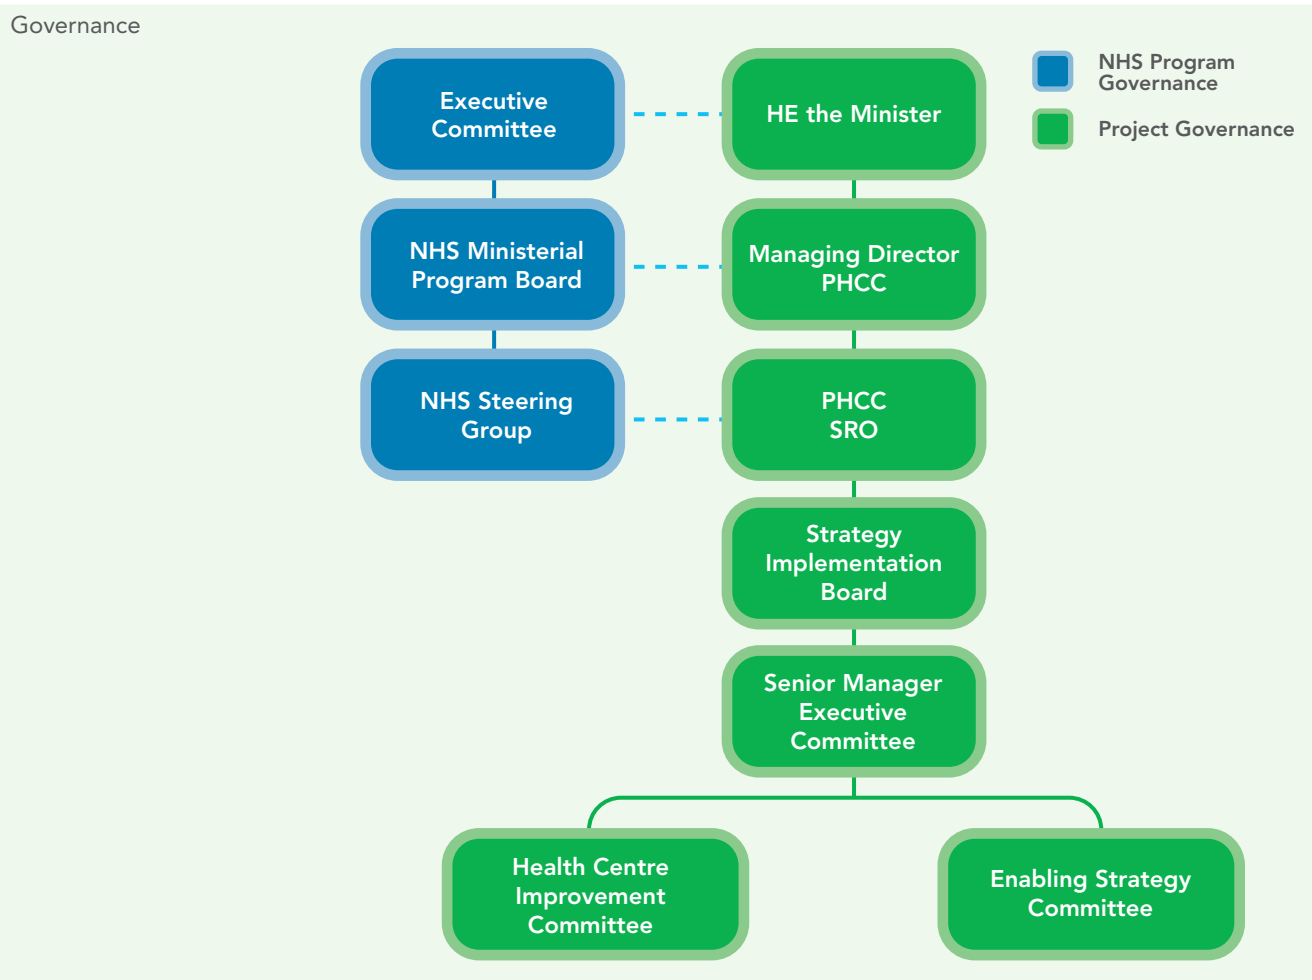 Governance
Executive
Committee
HE the Minister
NHS Program
Governance
Project Governance
NHS Ministerial
Program Board
Managing Director
PHCC
NHS Steering
Group
PHCC
SRO
Strategy
Implementation
Board
Senior Manager
Executive
Committee
Health Centre
Improvement
Committee
Enabling Strategy
Committee